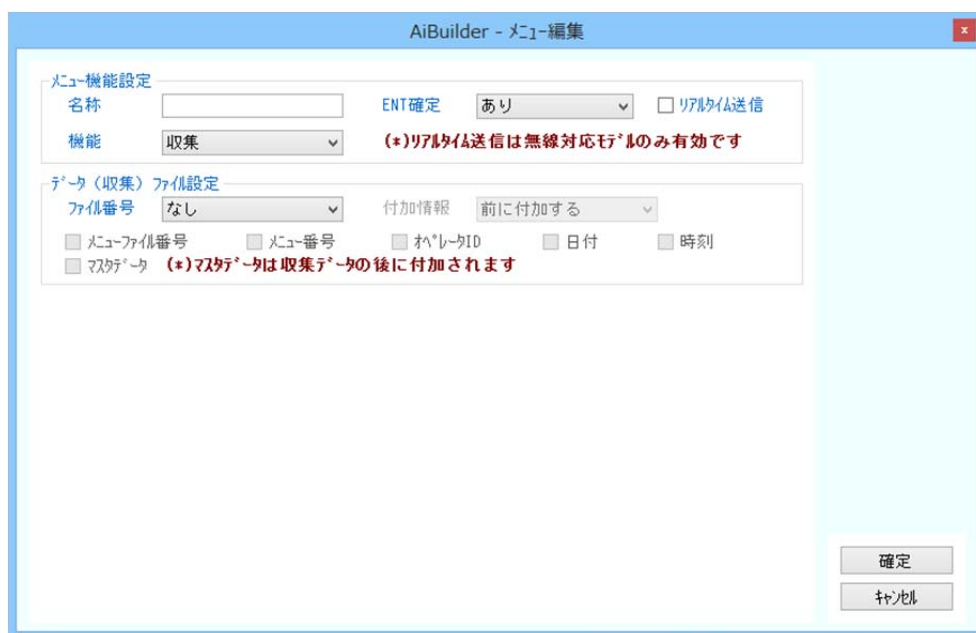 AiBuilder - ﾒﾆｭｰ編集
x
ﾒﾆｭｰ機能設定
名称 ENT確定 あり ﾘｱﾙﾀｲﾑ送信
機能 収集 (*)ﾘｱﾙﾀｲﾑ送信は無線対応ﾓﾃﾞﾙのみ有効です
ﾃﾞｰﾀ（収集）ﾌｧｲﾙ設定
ﾌｧｲﾙ番号 なし 付加情報 前に付加する
ﾒﾆｭｰﾌｧｲﾙ番号 ﾒﾆｭｰ番号 ｵﾍﾟﾚｰﾀID 日付 時刻
ﾏｽﾀﾃﾞｰﾀ (*)ﾏｽﾀﾃﾞｰﾀは収集ﾃﾞｰﾀの後に付加されます
確定
ｷｬﾝｾﾙ